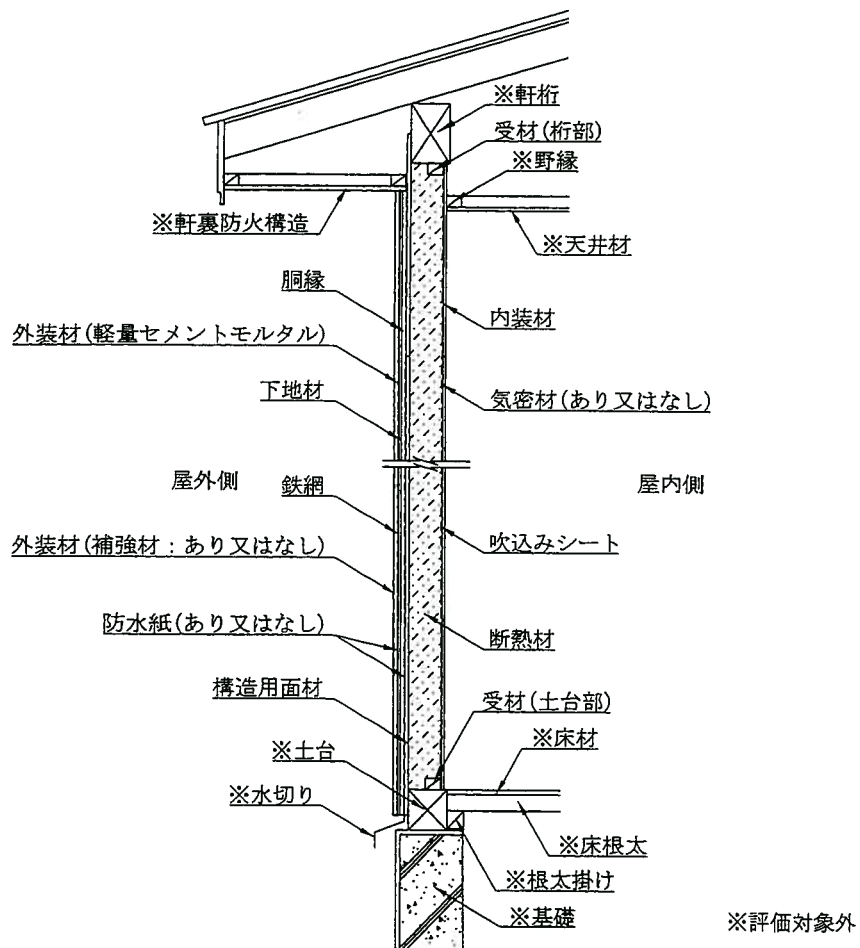 ※軒桁
受材(桁部)
※野縁
※軒裏防火構造
※天井材
胴縁
内装材
外装材(軽量セメントモルタル)
下地材
気密材(あり又はなし)
屋外側
鉄網
屋内側
外装材(補強材：あり又はなし)
吹込みシート
防水紙(あり又はなし)
断熱材
構造用面材
受材(土台部)
※土台
※床材
※水切り
※床根太
※根太掛け
※基礎
※評価対象外